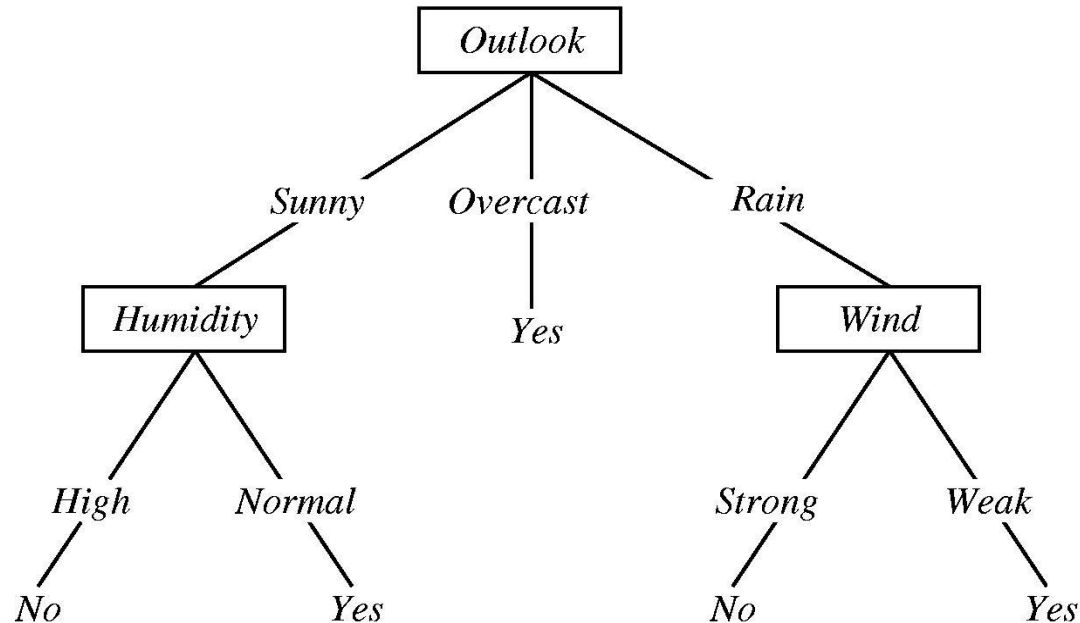 Outlook
Sunny Overcast Rain
Humidity Yes Wind
High Normal Strong Weak
No Yes No Yes